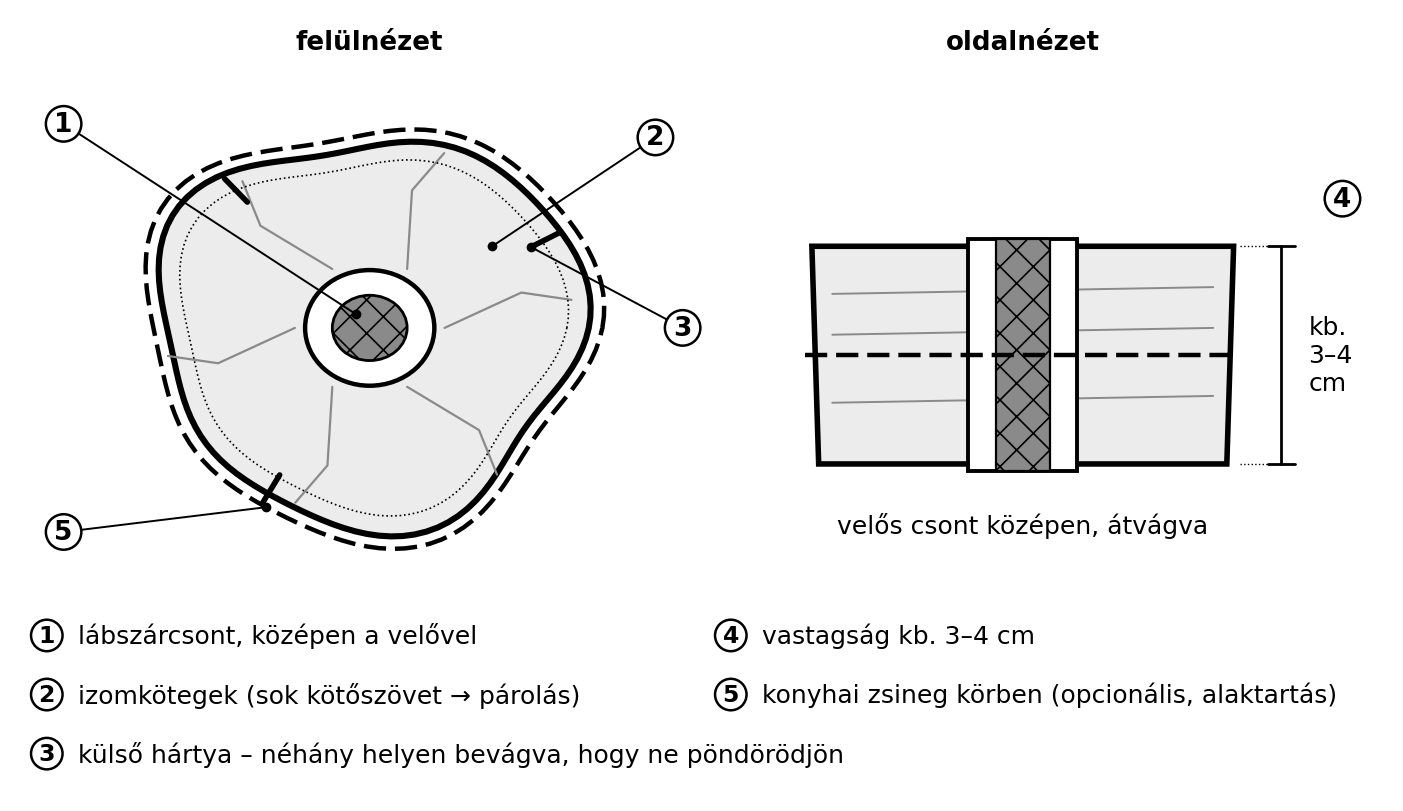 felülnézet
oldalnézet
1
2
3
4
5
kb.
3–4
cm
velős csont középen, átvágva
1 lábszárcsont, középen a velővel
2 izomkötegek (sok kötőszövet → párolás)
3 külső hártya – néhány helyen bevágva, hogy ne pöndörödjön
4 vastagság kb. 3–4 cm
5 konyhai zsineg körben (opcionális, alaktartás)